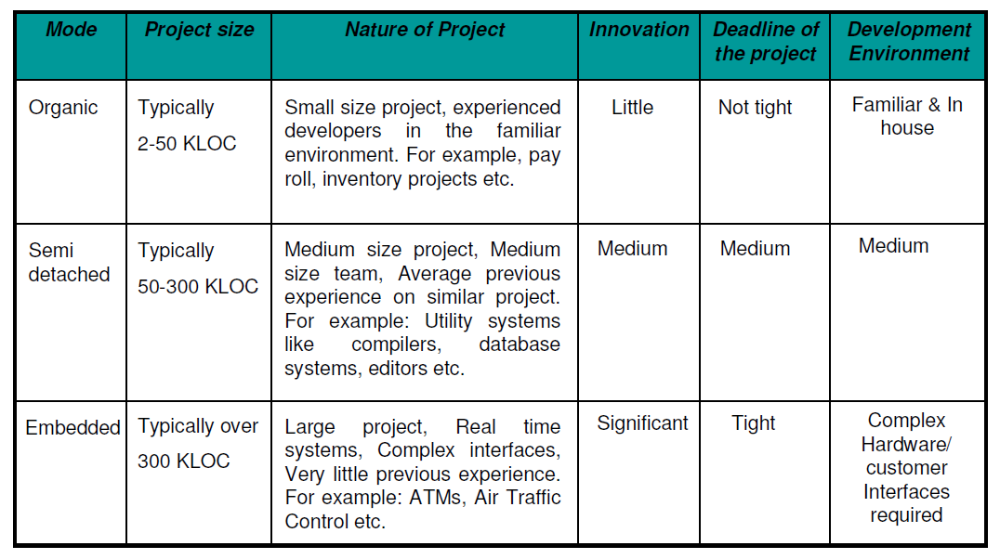 Mode
Project size
Nature of Project
Innovation
Deadline of
the project
Development
Environment
Organic
Typically
2-50 KLOC
Small size project, experienced
developers in the familiar
environment. For example, pay
roll, inventory projects etc.
Little
Not tight
Familiar & In
house
Semi
detached
Typically
50-300 KLOC
Medium size project, Medium
size team, Average previous
experience on similar project.
For example: Utility systems
like compilers, database
systems, editors etc.
Medium
Medium
Medium
Embedded
Typically over
300 KLOC
Large project, Real time
systems, Complex interfaces,
Very little previous experience.
For example: ATMs, Air Traffic
Control etc.
Significant
Tight
Complex
Hardware/
customer
Interfaces
required